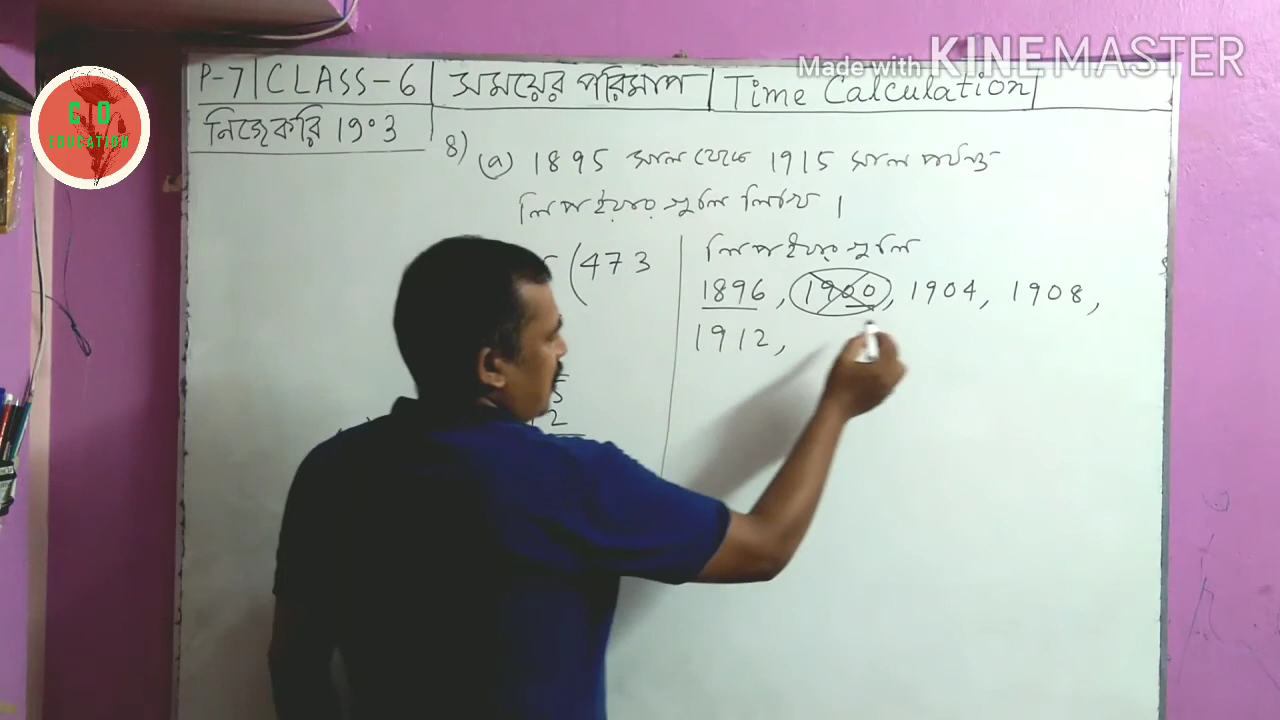 Made with KINEMASTER
P-7 | CLASS-6 | সময়ের পরিমাপ | Time Calculation |
C D
EDUCATION
নিজে করি 19.3
8) (a) 1895 সাল থেকে 1915 সাল পর্যন্ত
লিপইয়ার গুলি লিখি ।
(473
লিপইয়ার গুলি
1896, 1900, 1904, 1908,
1912,
2